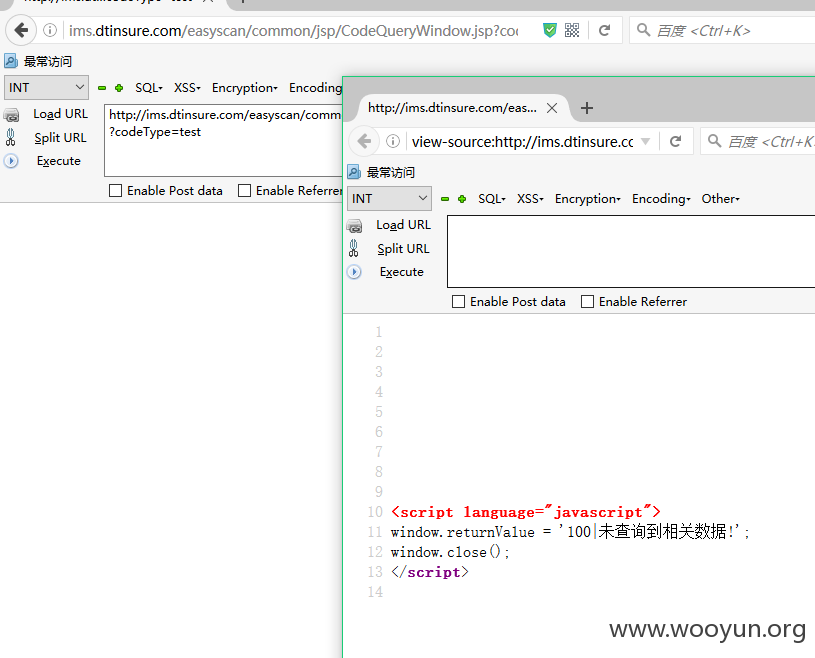 ims.dtinsure.com/easyscan/common/jsp/CodeQueryWindow.jsp?co
百度 <Ctrl+K>
最常访问
INT
SQL
XSS
Encryption
Encoding
Load URL
Split URL
Execute
http://ims.dtinsure.com/easyscan/comm
?codeType=test
Enable Post data
Enable Referrer
http://ims.dtinsure.com/eas...
view-source:http://ims.dtinsure.cc
百度 <Ctrl+K
最常访问
INT
SQL
XSS
Encryption
Encoding
Other
Load URL
Split URL
Execute
Enable Post data
Enable Referrer
1
2
3
4
5
6
7
8
9
10 <script language="javascript">
11 window.returnValue = '100|未查询到相关数据!';
12 window.close();
13 </script>
14
www.wooyun.org